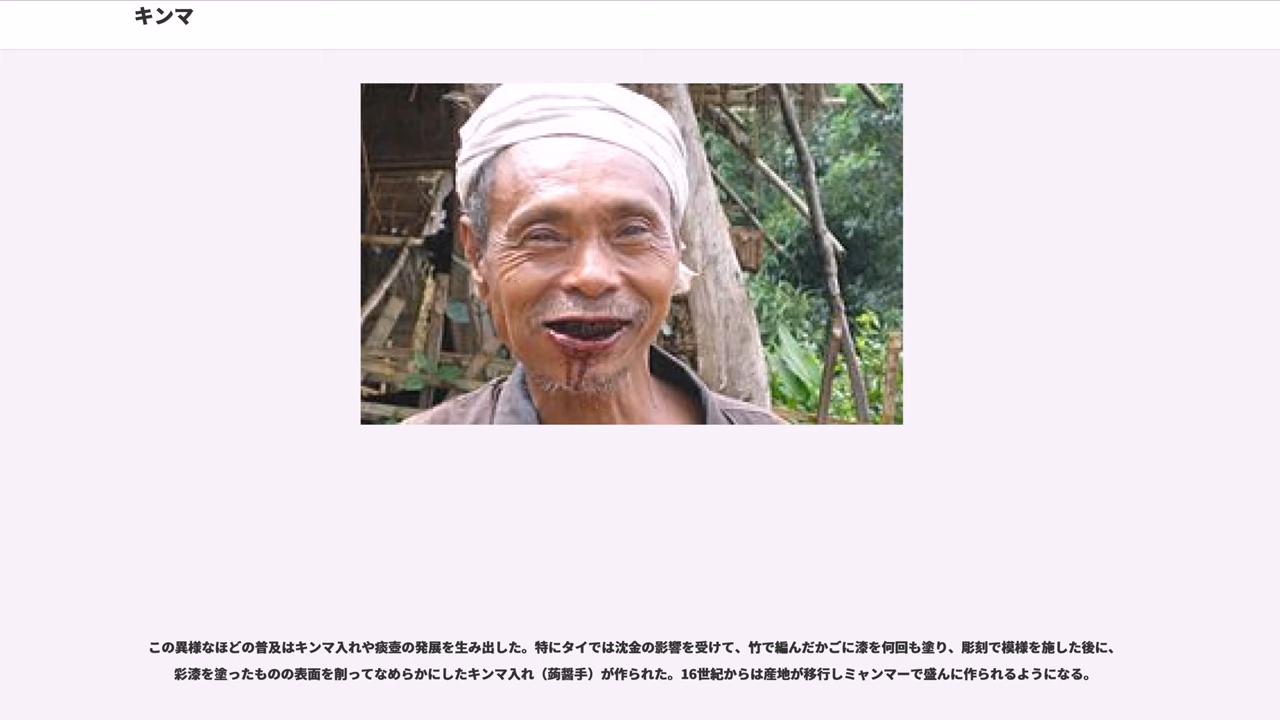 キンマ
この異様なほどの普及はキンマ入れや痰壺の発展を生み出した。特にタイでは沈金の影響を受けて、竹で編んだかごに漆を何回も塗り、彫刻で模様を施した後に、
彩漆を塗ったものの表面を削ってなめらかにしたキンマ入れ（蒟醤手）が作られた。16世紀からは産地が移行しミャンマーで盛んに作られるようになる。